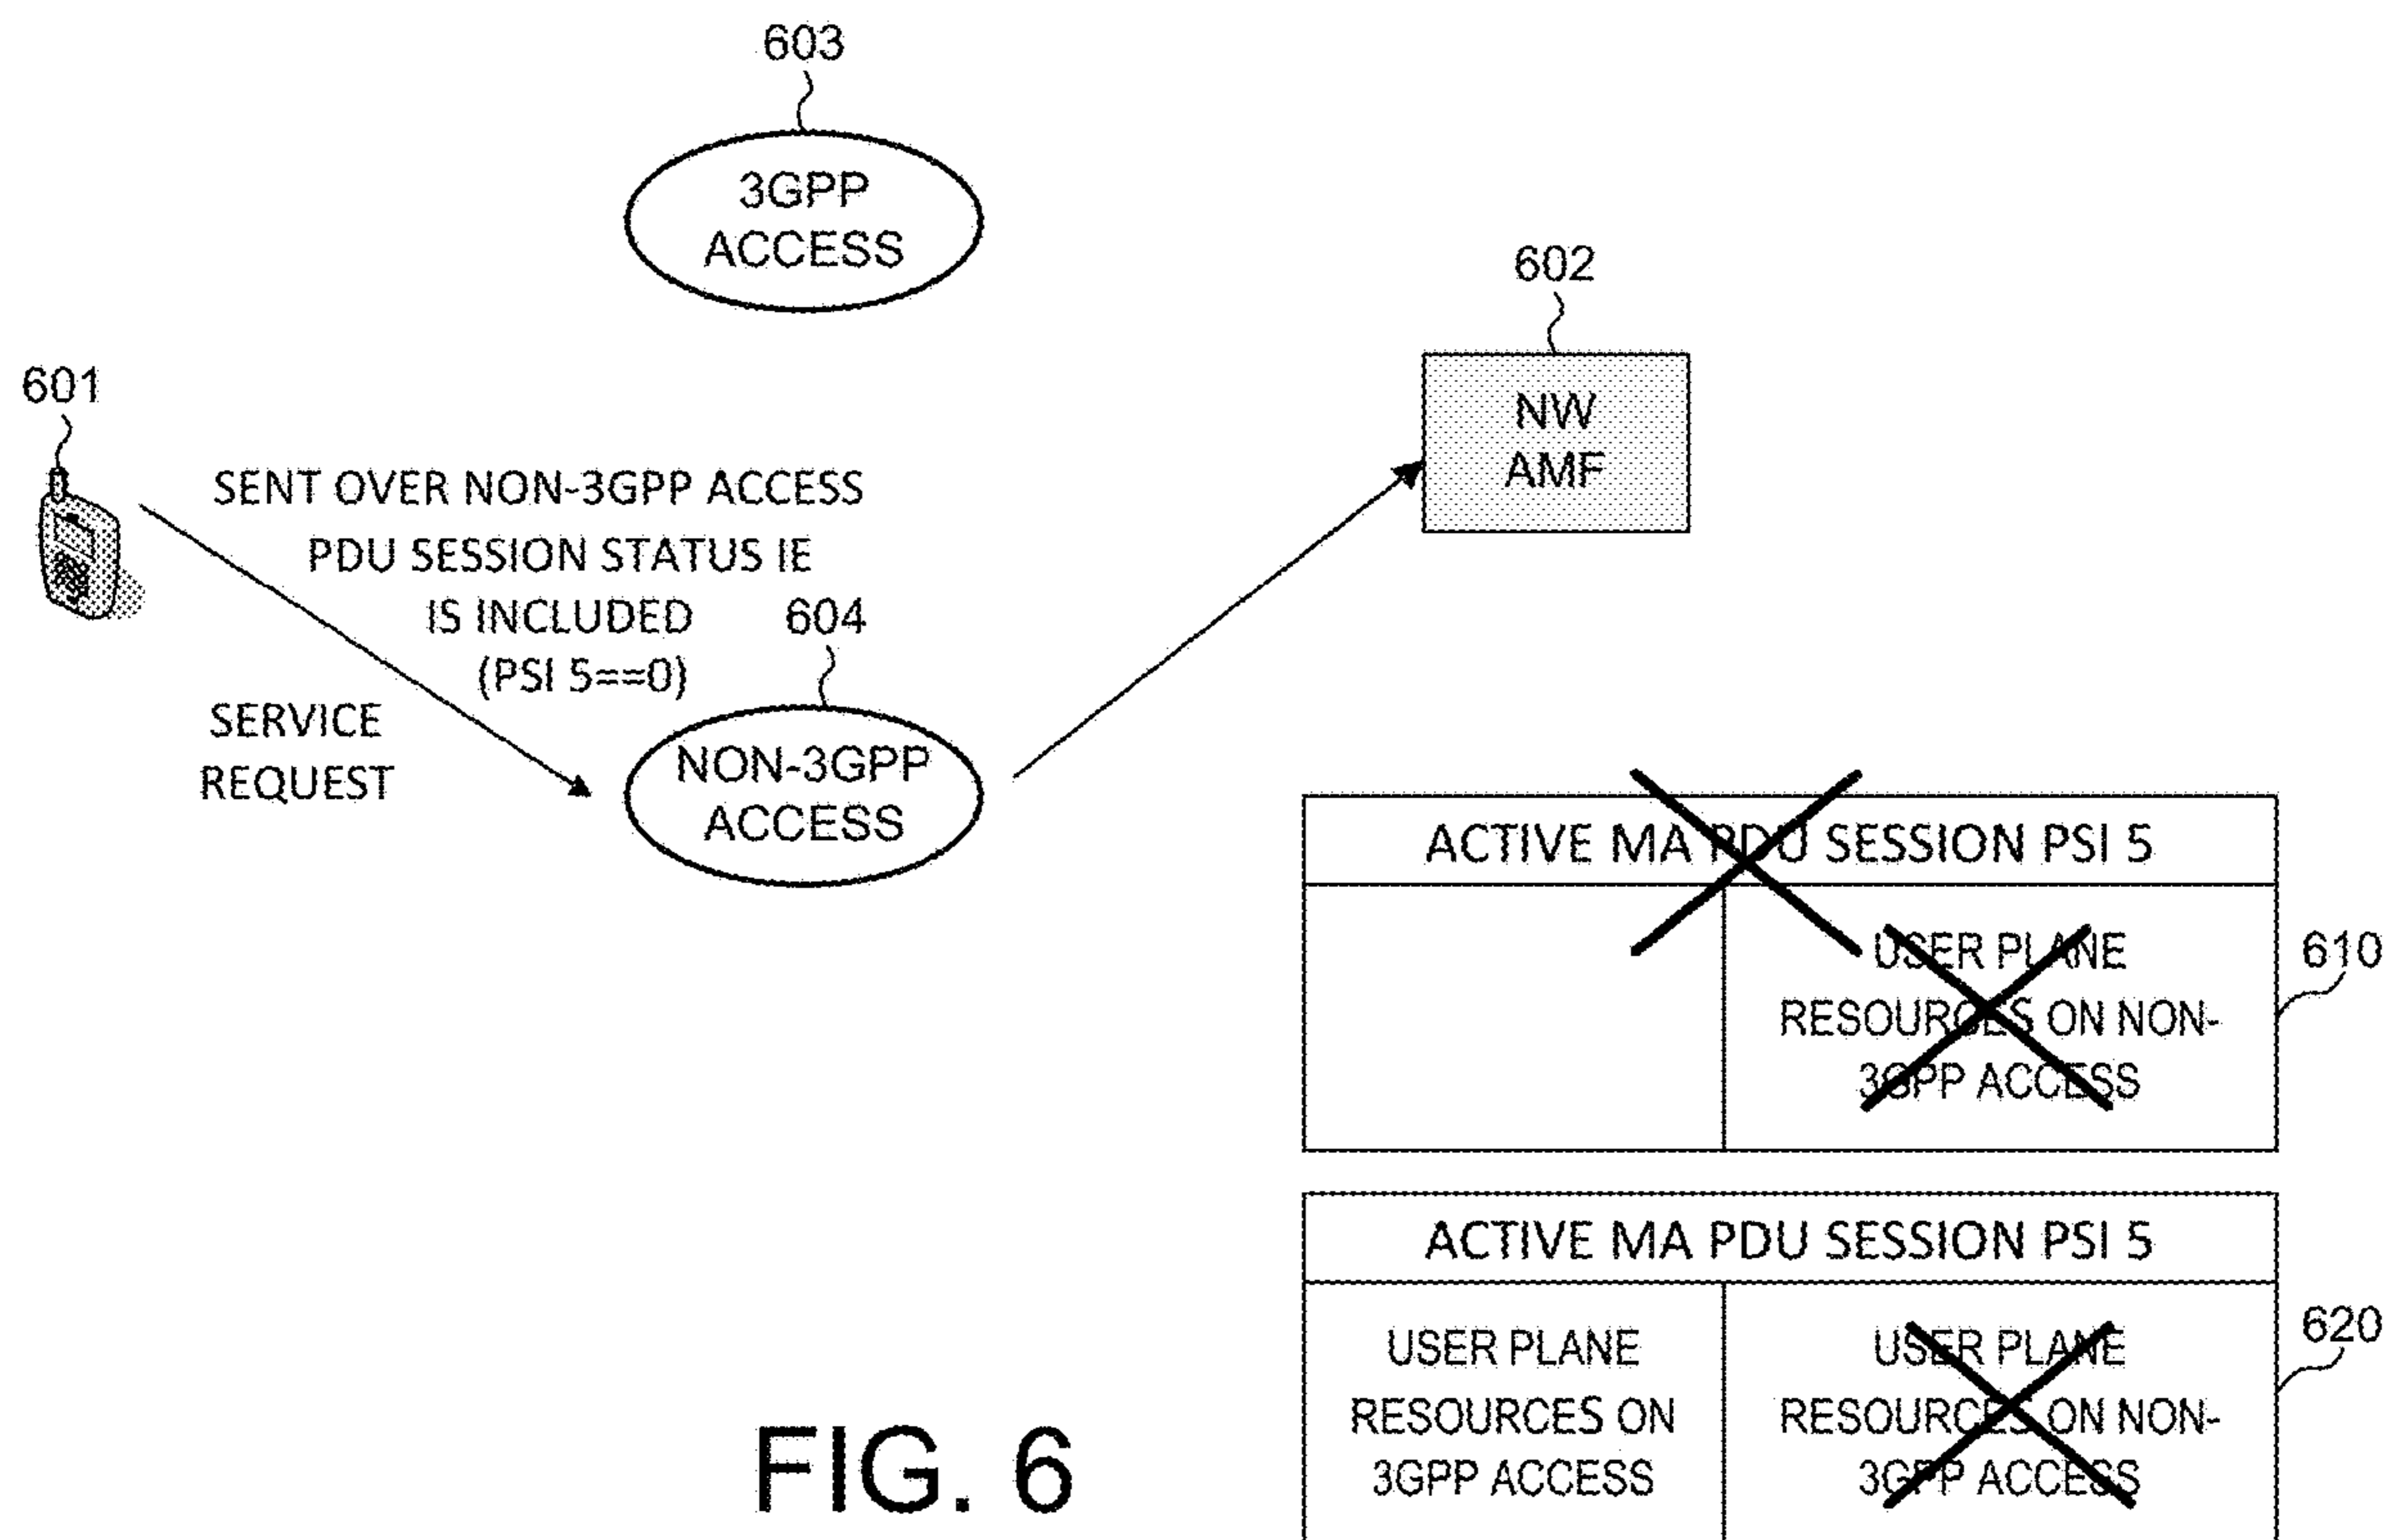 603
3GPP
ACCESS
602
NW
AMF
601
SENT OVER NON-3GPP ACCESS
PDU SESSION STATUS IE
IS INCLUDED
(PSI 5==0)
604
SERVICE
REQUEST
NON-3GPP
ACCESS
ACTIVE MA PDU SESSION PSI 5
USER PLANE
RESOURCES ON NON-
3GPP ACCESS
610
ACTIVE MA PDU SESSION PSI 5
USER PLANE
RESOURCES ON
3GPP ACCESS
USER PLANE
RESOURCES ON NON-
3GPP ACCESS
620
FIG. 6